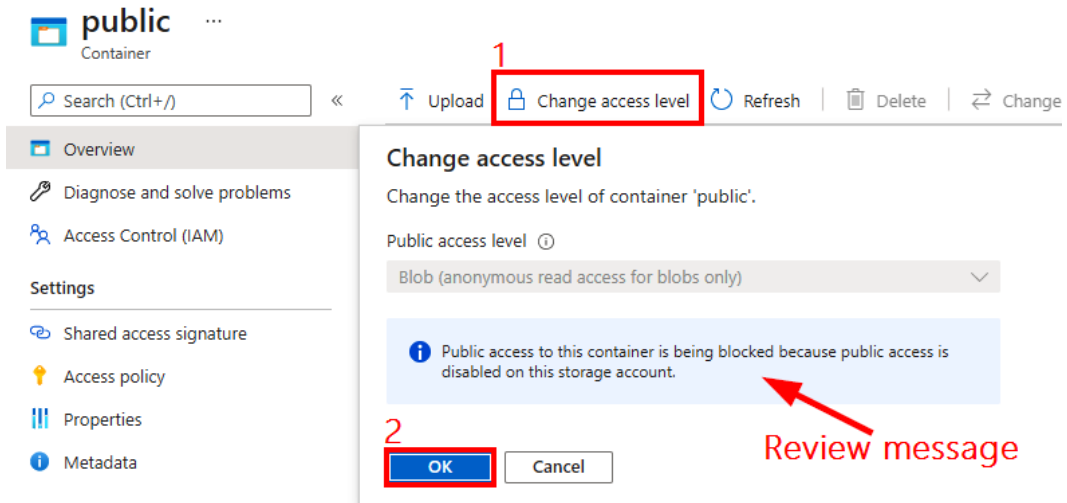 public ...
Container
1
Search (Ctrl+/) «
Upload Change access level Refresh Delete Change
Overview
Diagnose and solve problems
Access Control (IAM)
Settings
Shared access signature
Access policy
Properties
Metadata
Change access level
Change the access level of container 'public'.
Public access level
Blob (anonymous read access for blobs only)
Public access to this container is being blocked because public access is
disabled on this storage account.
Review message
2
OK Cancel